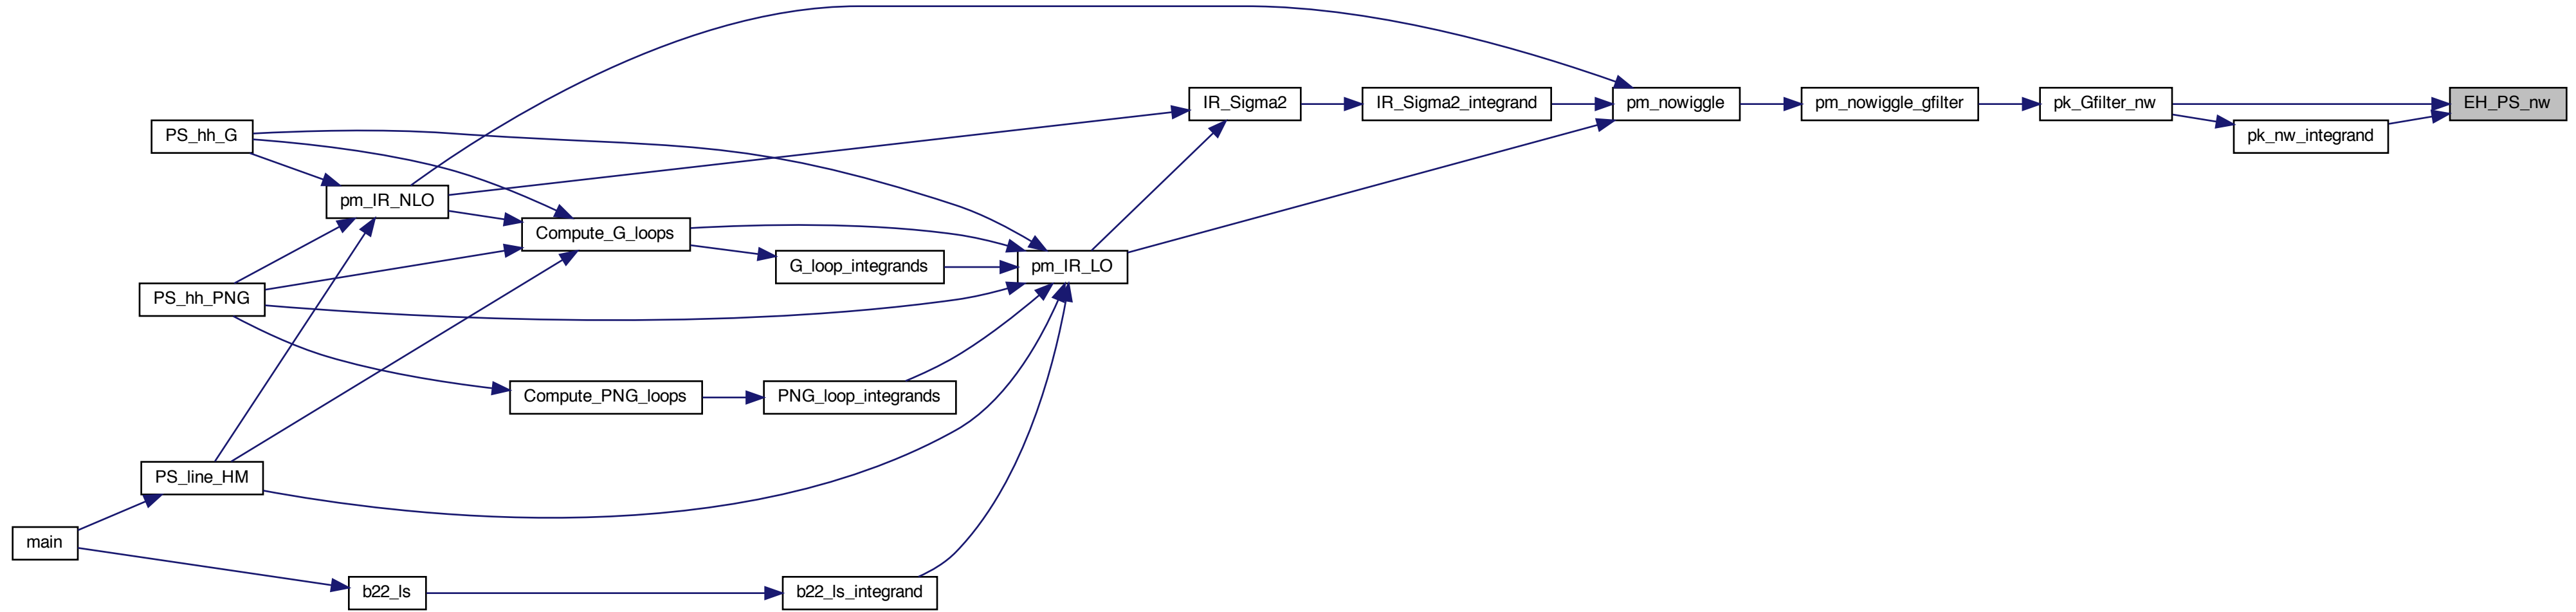 IR_Sigma2
IR_Sigma2_integrand
pm_nowiggle
pm_nowiggle_gfilter
pk_Gfilter_nw
EH_PS_nw
PS_hh_G
pk_nw_integrand
pm_IR_NLO
Compute_G_loops
G_loop_integrands
pm_IR_LO
PS_hh_PNG
Compute_PNG_loops
PNG_loop_integrands
PS_line_HM
main
b22_ls
b22_ls_integrand